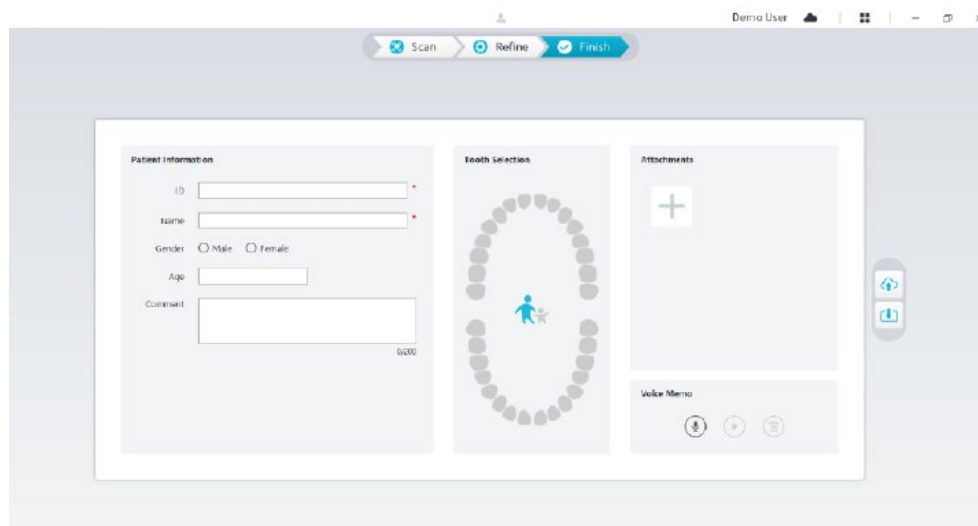 Demo User
Scan
Refine
Finish
Patient Information
ID
*
Name
*
Gender
Male
Female
Age
Comment
0/200
Tooth Selection
Attachments
Voice Memo